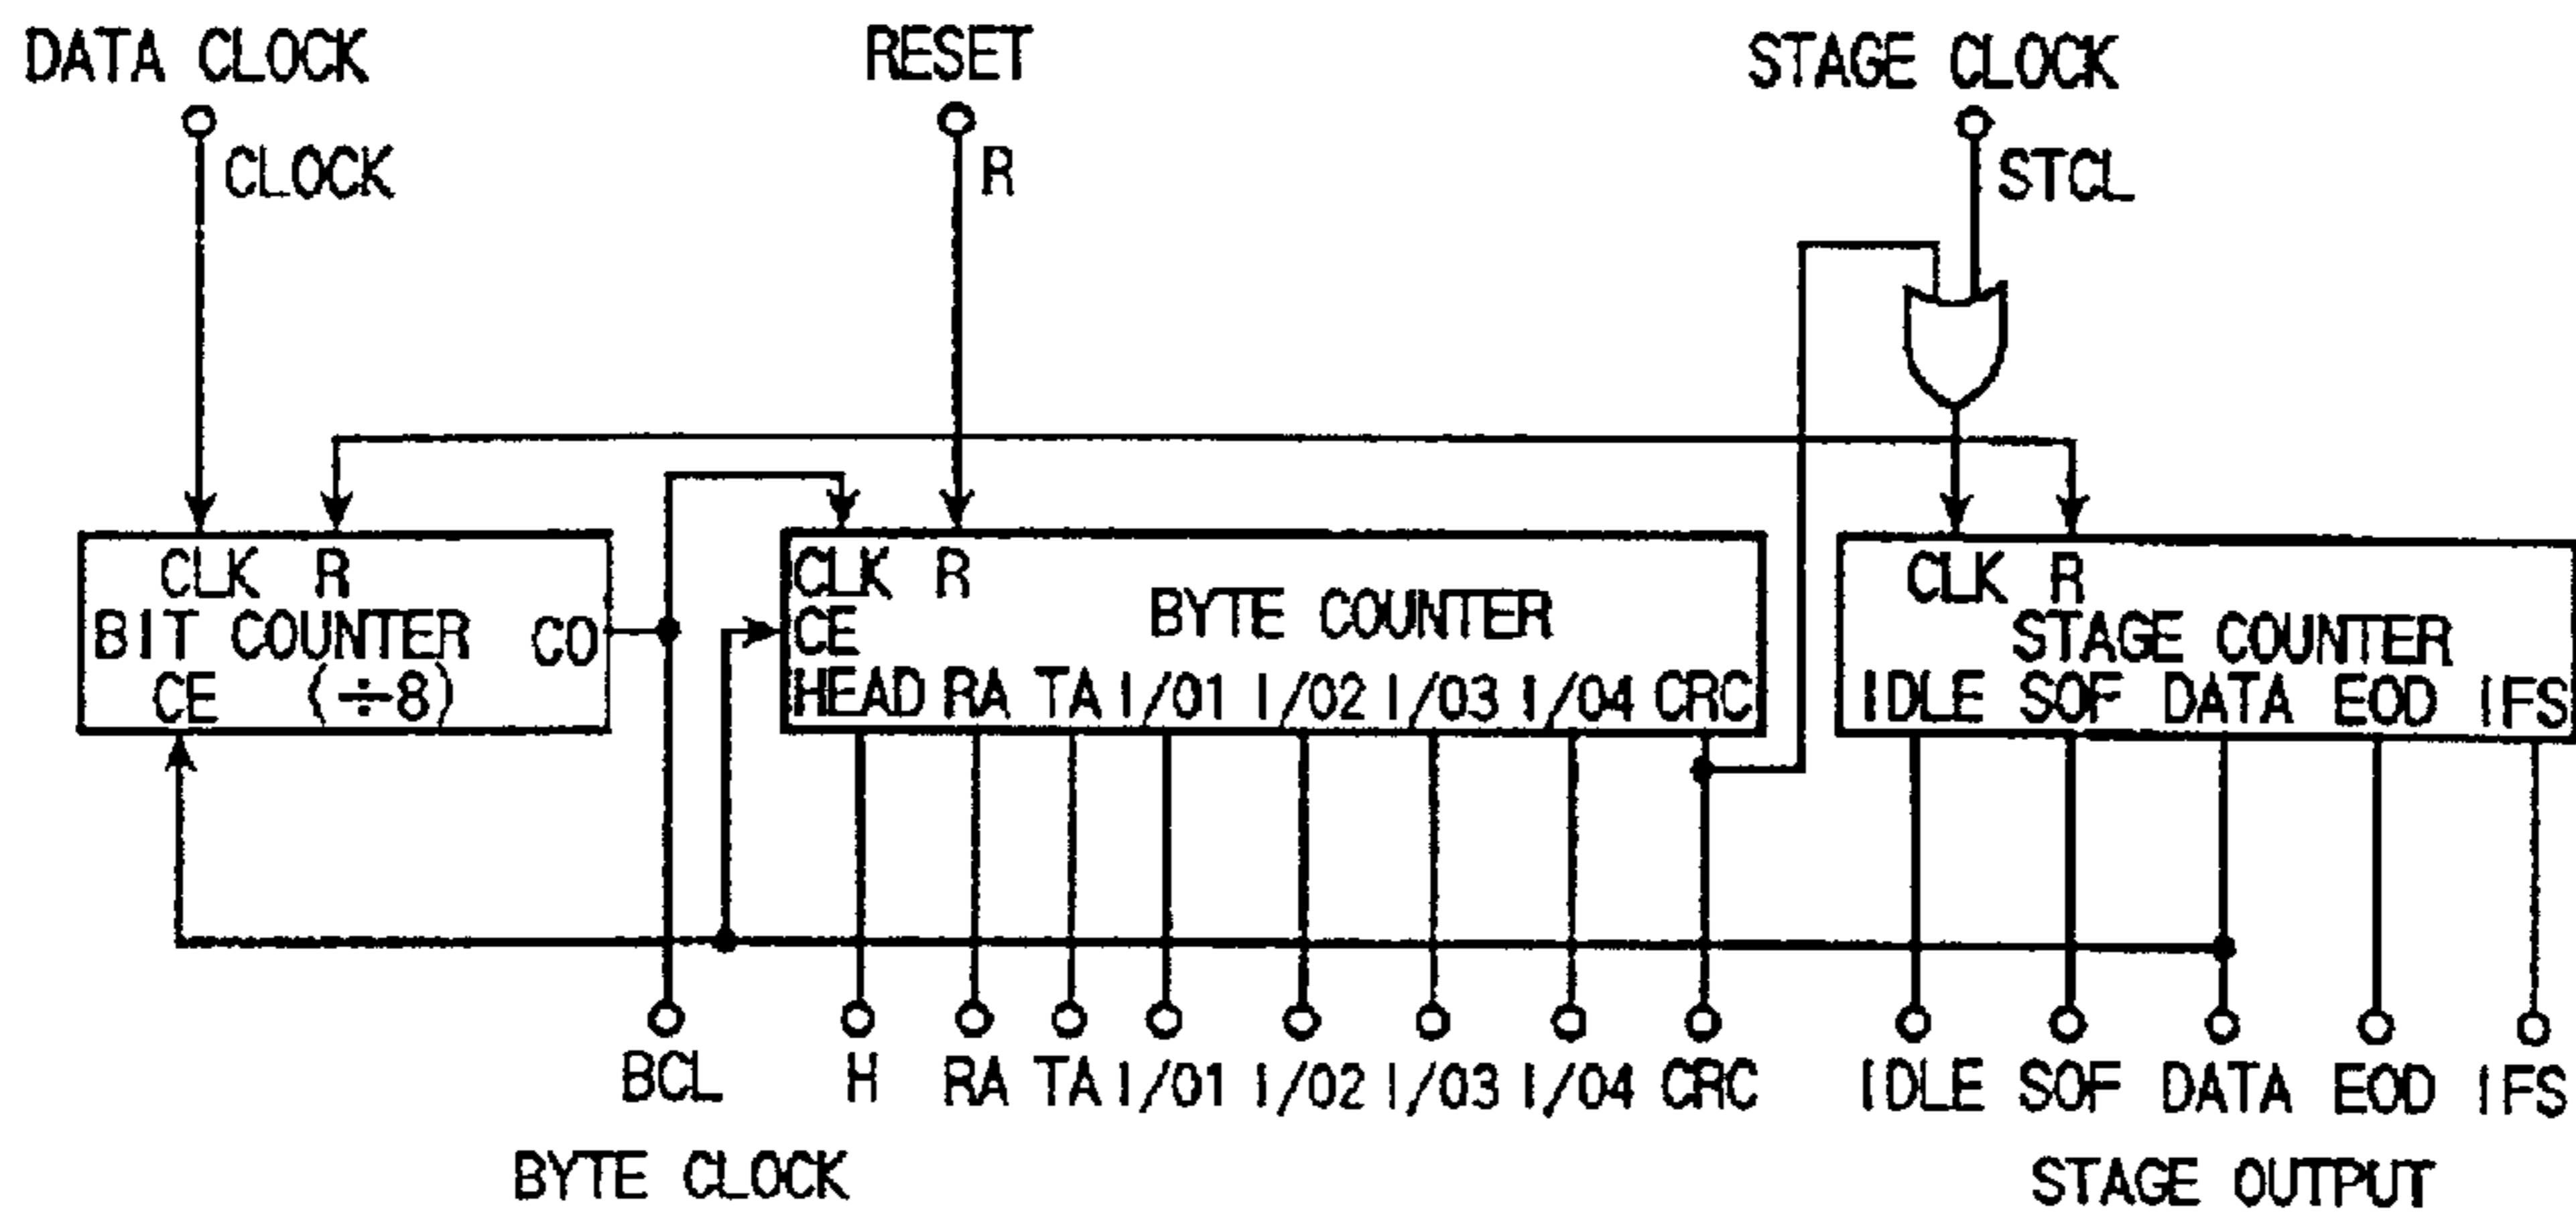 DATA CLOCK RESET STAGE CLOCK
CLOCK R STCL
CLK R
BIT COUNTER CO
CE (÷8)
CLK R
CE BYTE COUNTER
HEAD RA TA I/01 I/02 I/03 I/04 CRC
CLK R
STAGE COUNTER
IDLE SOF DATA EOD IFS
BCL H RA TA I/01 I/02 I/03 I/04 CRC IDLE SOF DATA EOD IFS
BYTE CLOCK STAGE OUTPUT